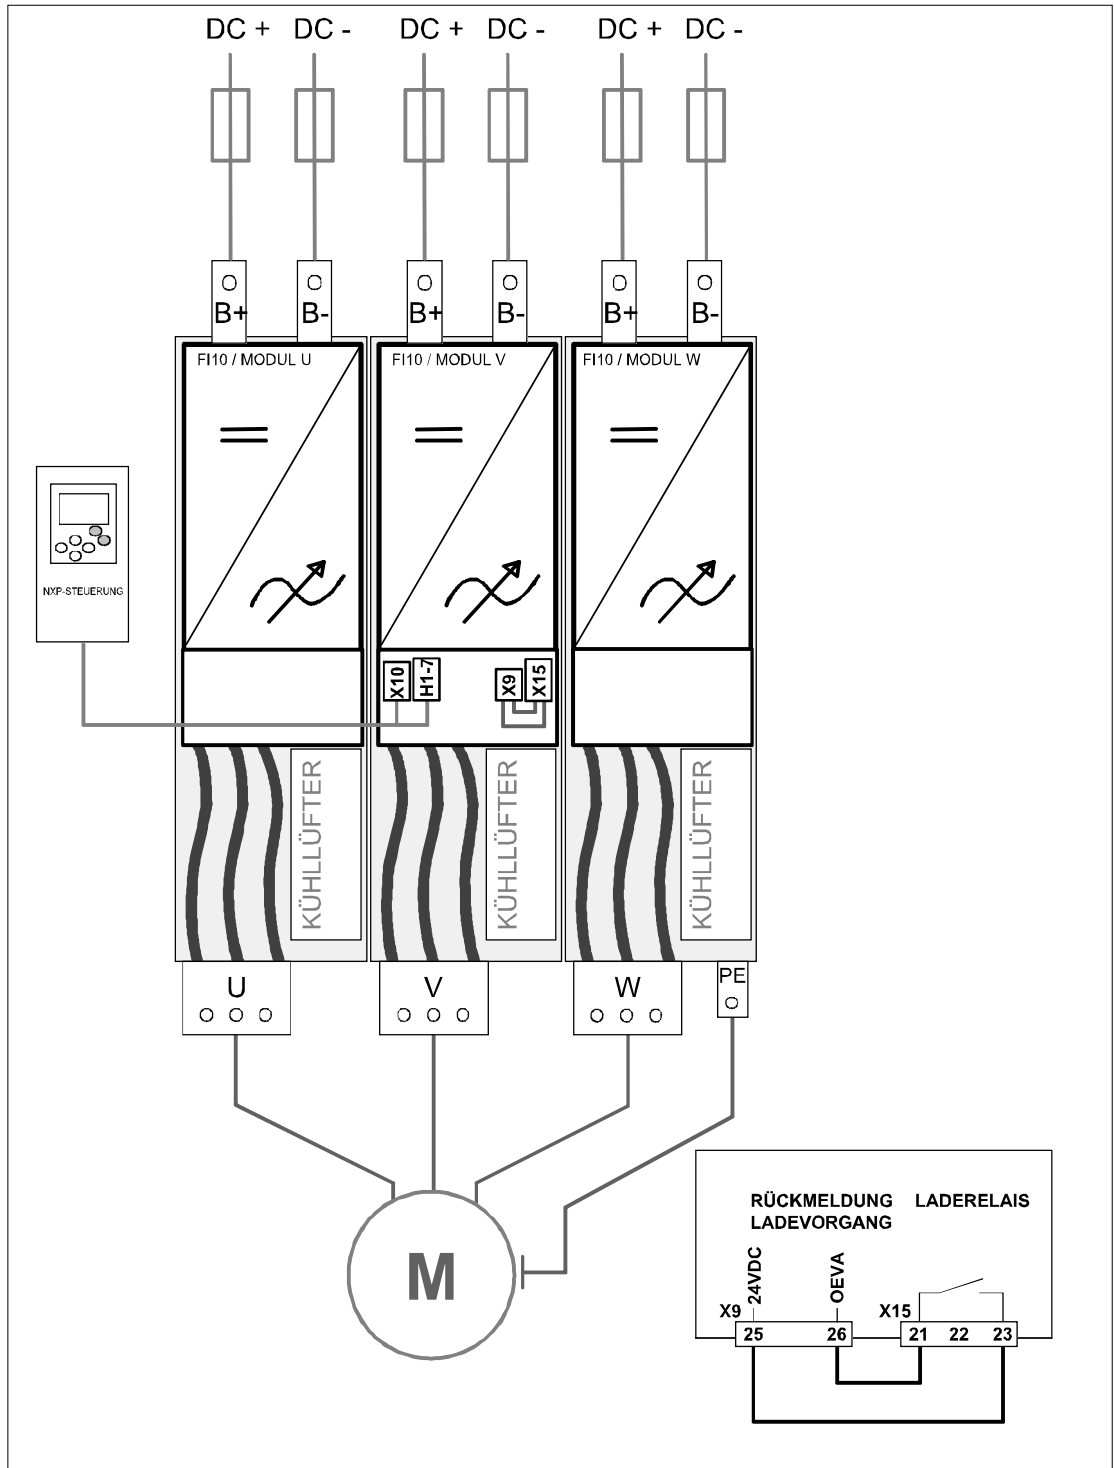 DC + DC - DC + DC - DC + DC -
B+ B- B+ B- B+ B-
FI10 / MODUL U FI10 / MODUL V FI10 / MODUL W
NXP-STEUERUNG
X10 H1-7 X9 X15
KÜHLLÜFTER KÜHLLÜFTER KÜHLLÜFTER
U V W PE
M
RÜCKMELDUNG LADERELAIS
LADEVORGANG
24VDC OEVA
X9 X15
25 26 21 22 23